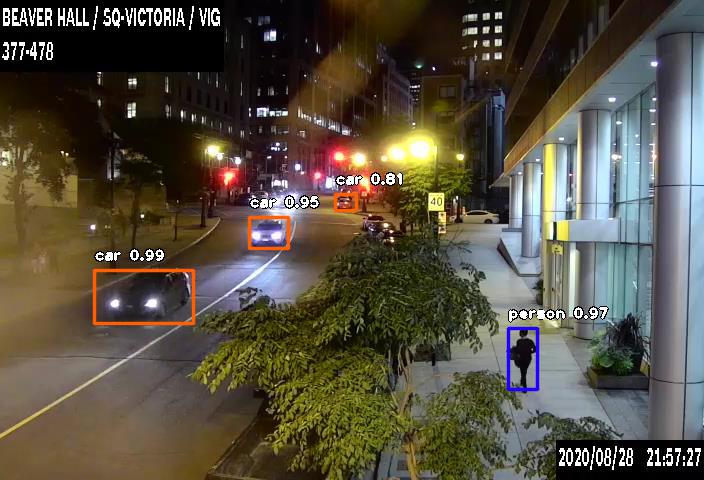 BEAVER HALL / SQ-VICTORIA / VIG
377-478
car 0.81
car 0.95
40
car 0.99
person 0.97
2020/08/28 21:57:27